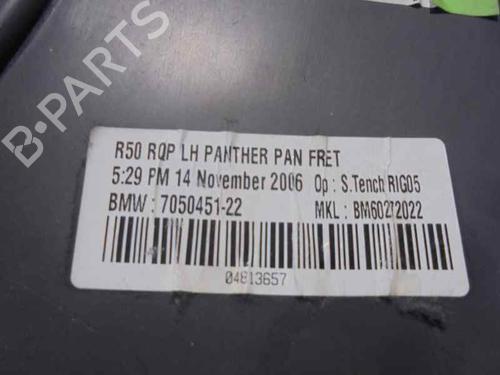 B-PARTS
R50 RQP LH PANTHER PAN FRET
5:29 PM 14 November 2006 Op : S.Tench RIG05
BMW : 7050451-22 MKL : BM60272022
04813657